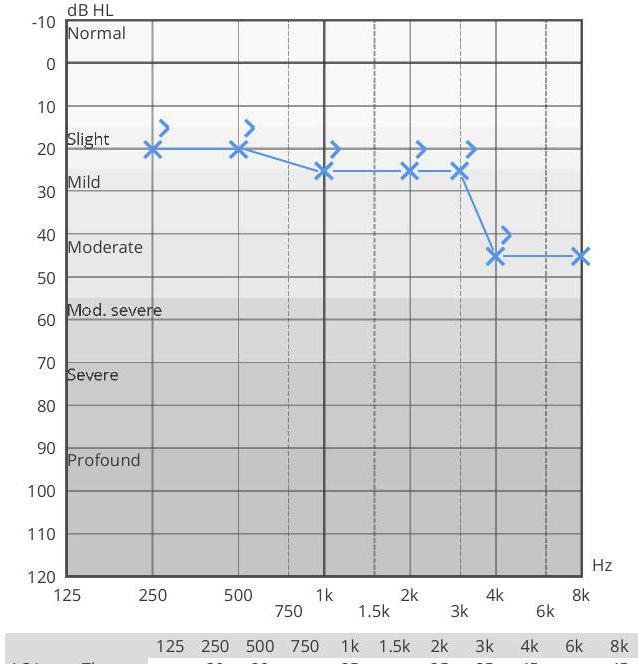 dB HL
-10
Normal
0
10
Slight
20
Mild
30
40
Moderate
50
Mod. severe
60
70
Severe
80
90
Profound
100
110
120
Hz
125 250 500 1k 2k 4k 8k
750 1.5k 3k 6k
125 250 500 750 1k 1.5k 2k 3k 4k 6k 8k